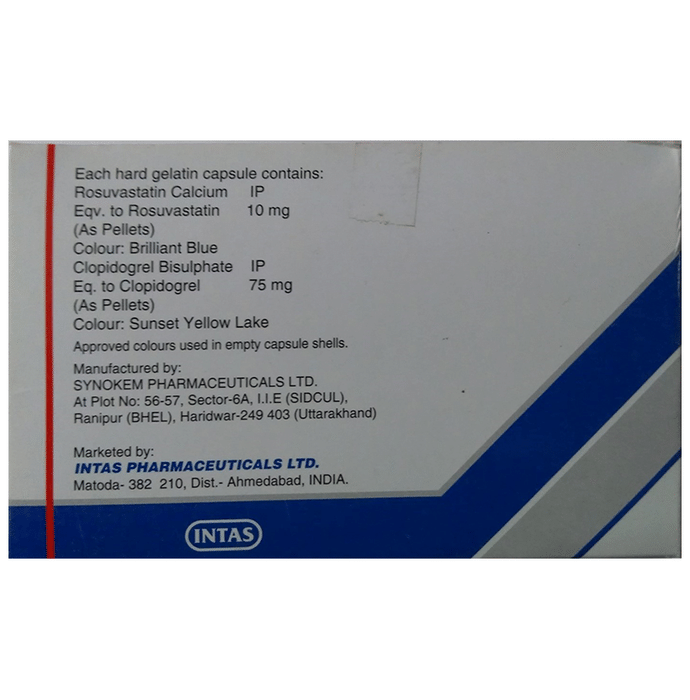 Each hard gelatin capsule contains:
Rosuvastatin Calcium IP
Eqv. to Rosuvastatin 10 mg
(As Pellets)
Colour: Brilliant Blue
Clopidogrel Bisulphate IP
Eq. to Clopidogrel 75 mg
(As Pellets)
Colour: Sunset Yellow Lake
Approved colours used in empty capsule shells.
Manufactured by:
SYNOKEM PHARMACEUTICALS LTD.
At Plot No: 56-57, Sector-6A, I.I.E (SIDCUL),
Ranipur (BHEL), Haridwar-249 403 (Uttarakhand)
Marketed by:
INTAS PHARMACEUTICALS LTD.
Matoda- 382 210, Dist.- Ahmedabad, INDIA.
INTAS